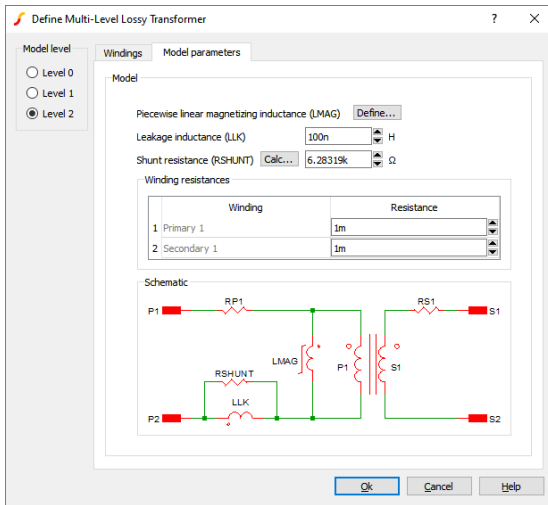 Define Multi-Level Lossy Transformer
?
Model level
Level 0
Level 1
Level 2
Windings
Model parameters
Model
Piecewise linear magnetizing inductance (LMAG) Define...
Leakage inductance (LLK) 100n H
Shunt resistance (RSHUNT) Calc... 6.28319k Ω
Winding resistances
Winding Resistance
1 Primary 1 1m
2 Secondary 1 1m
Schematic
P1 RP1 RS1 S1
LMAG P1 S1
RSHUNT
LLK
P2 S2
Ok Cancel Help